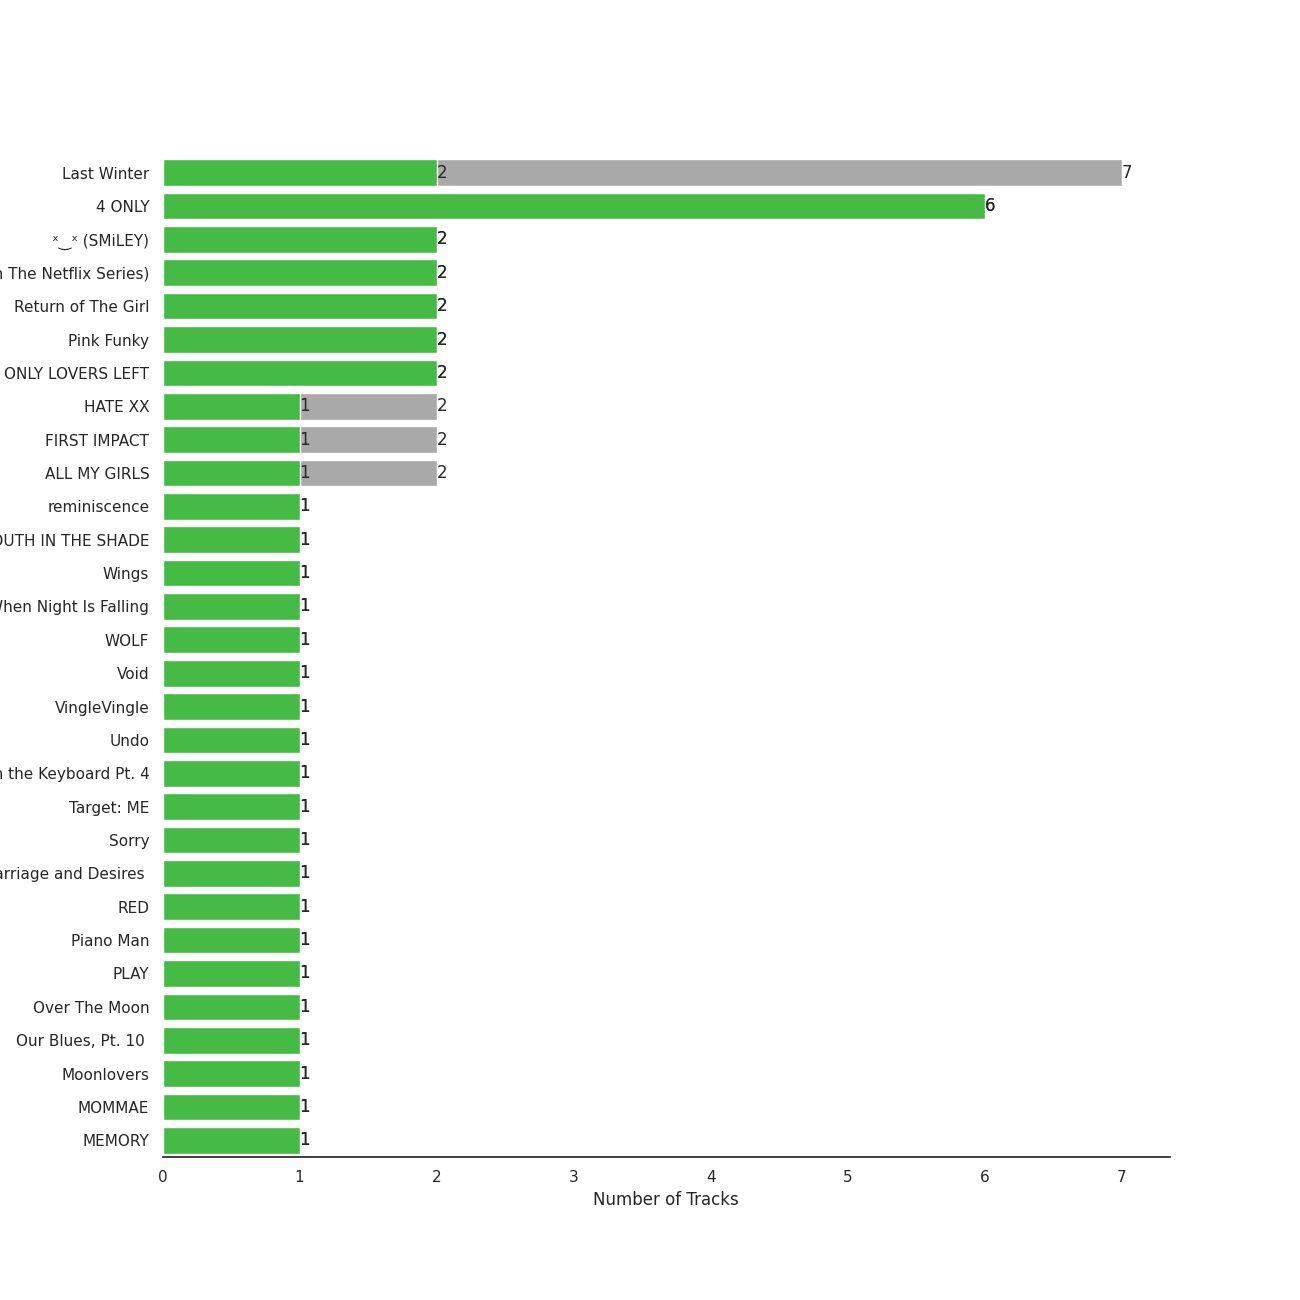 Last Winter 2 7
4 ONLY 6
ˣ‿ˣ (SMiLEY) 2
The Netflix Series) 2
Return of The Girl 2
Pink Funky 2
ONLY LOVERS LEFT 2
HATE XX 1 2
FIRST IMPACT 1 2
ALL MY GIRLS 1 2
reminiscence 1
IN THE SHADE 1
Wings 1
Night Is Falling 1
WOLF 1
Void 1
VingleVingle 1
Undo 1
the Keyboard Pt. 4 1
Target: ME 1
Sorry 1
and Desires 1
RED 1
Piano Man 1
PLAY 1
Over The Moon 1
Our Blues, Pt. 10 1
Moonlovers 1
MOMMAE 1
MEMORY 1
0 1 2 3 4 5 6 7
Number of Tracks